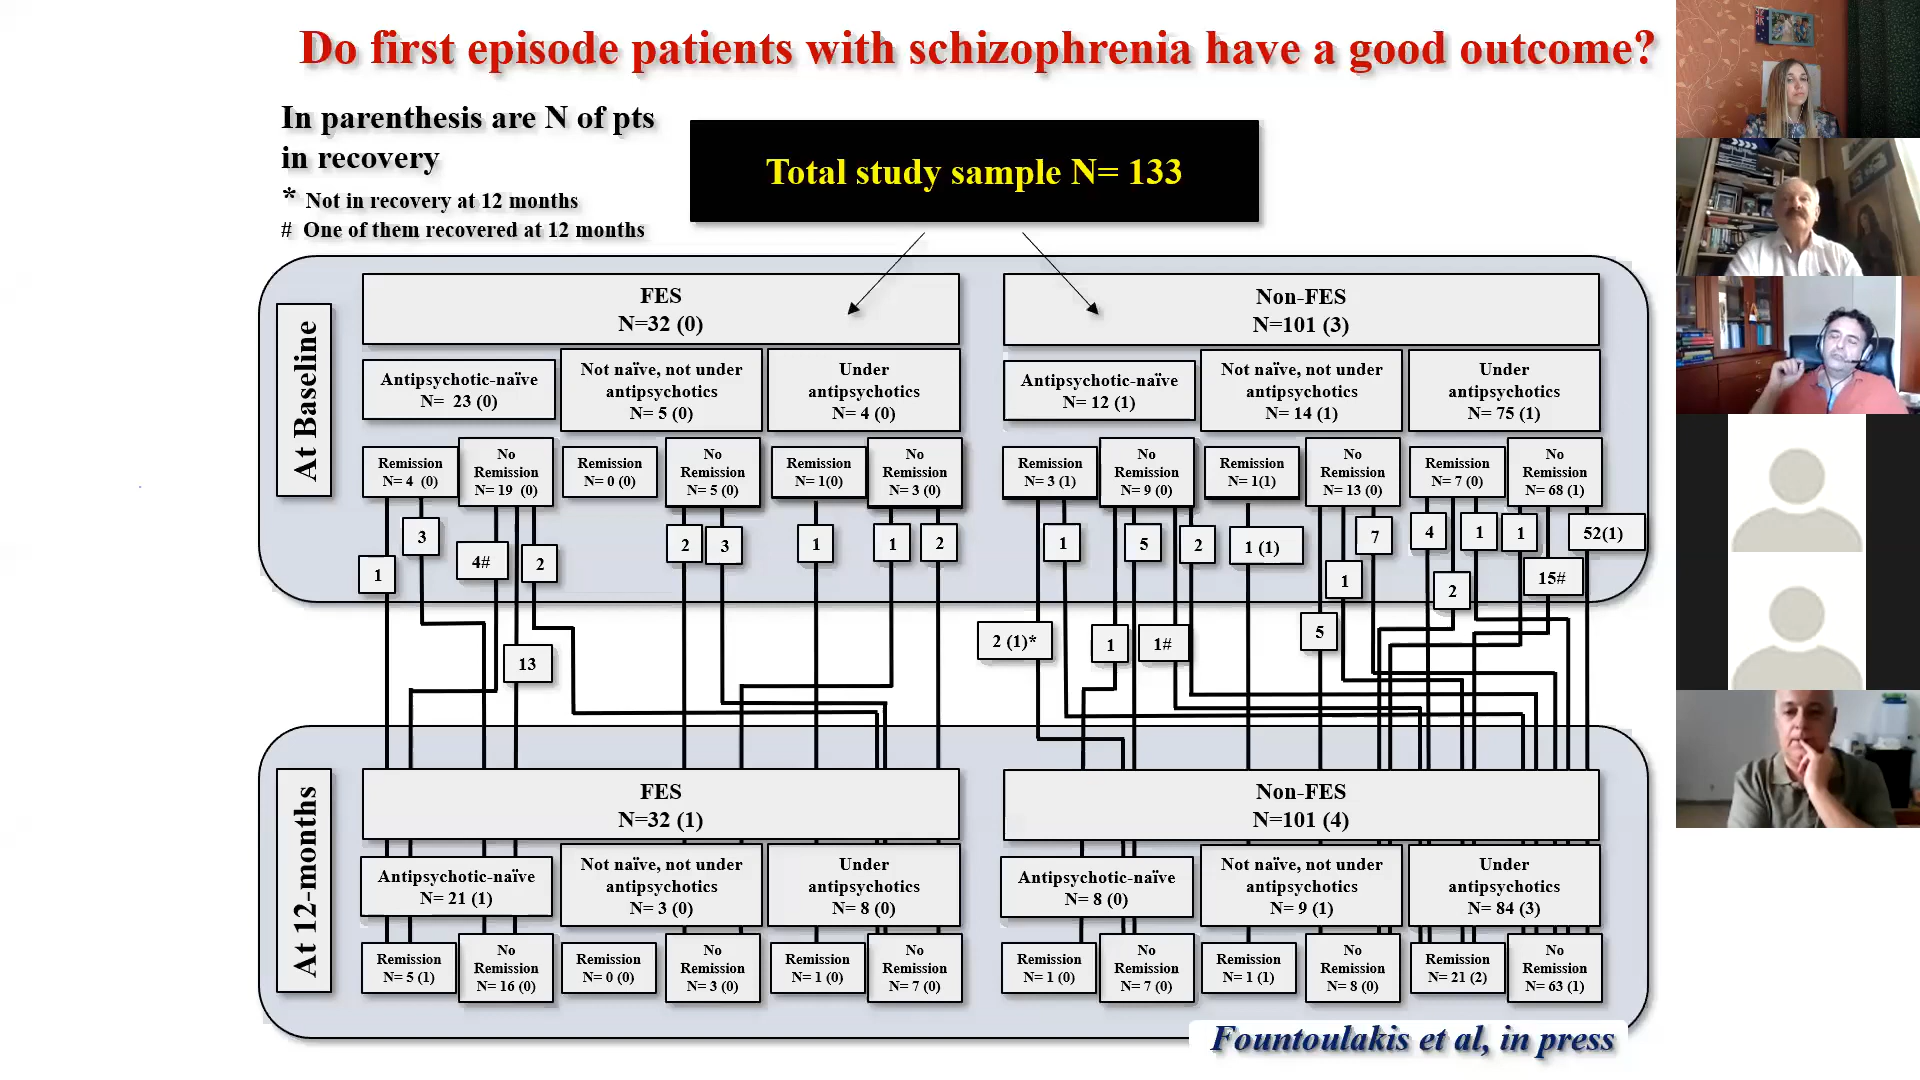 Do first episode patients with schizophrenia have a good outcome?
In parenthesis are N of pts
in recovery
* Not in recovery at 12 months
# One of them recovered at 12 months
Total study sample N= 133
At Baseline
FES
N=32 (0)
Non-FES
N=101 (3)
Antipsychotic-naïve
N= 23 (0)
Not naïve, not under
antipsychotics
N= 5 (0)
Under
antipsychotics
N= 4 (0)
Antipsychotic-naïve
N= 12 (1)
Not naïve, not under
antipsychotics
N= 14 (1)
Under
antipsychotics
N= 75 (1)
Remission
N= 4 (0)
No
Remission
N= 19 (0)
Remission
N= 0 (0)
No
Remission
N= 5 (0)
Remission
N= 1(0)
No
Remission
N= 3 (0)
Remission
N= 3 (1)
No
Remission
N= 9 (0)
Remission
N= 1(1)
No
Remission
N= 13 (0)
Remission
N= 7 (0)
No
Remission
N= 68 (1)
1
3
4#
13
2
2
3
1
1
2
2 (1)*
1
1
5
1#
2
1 (1)
5
1
7
4
2
1
1
15#
52(1)
At 12-months
FES
N=32 (1)
Non-FES
N=101 (4)
Antipsychotic-naïve
N= 21 (1)
Not naïve, not under
antipsychotics
N= 3 (0)
Under
antipsychotics
N= 8 (0)
Antipsychotic-naïve
N= 8 (0)
Not naïve, not under
antipsychotics
N= 9 (1)
Under
antipsychotics
N= 84 (3)
Remission
N= 5 (1)
No
Remission
N= 16 (0)
Remission
N= 0 (0)
No
Remission
N= 3 (0)
Remission
N= 1 (0)
No
Remission
N= 7 (0)
Remission
N= 1 (0)
No
Remission
N= 7 (0)
Remission
N= 1 (1)
No
Remission
N= 8 (0)
Remission
N= 21 (2)
No
Remission
N= 63 (1)
Fountoulakis et al, in press